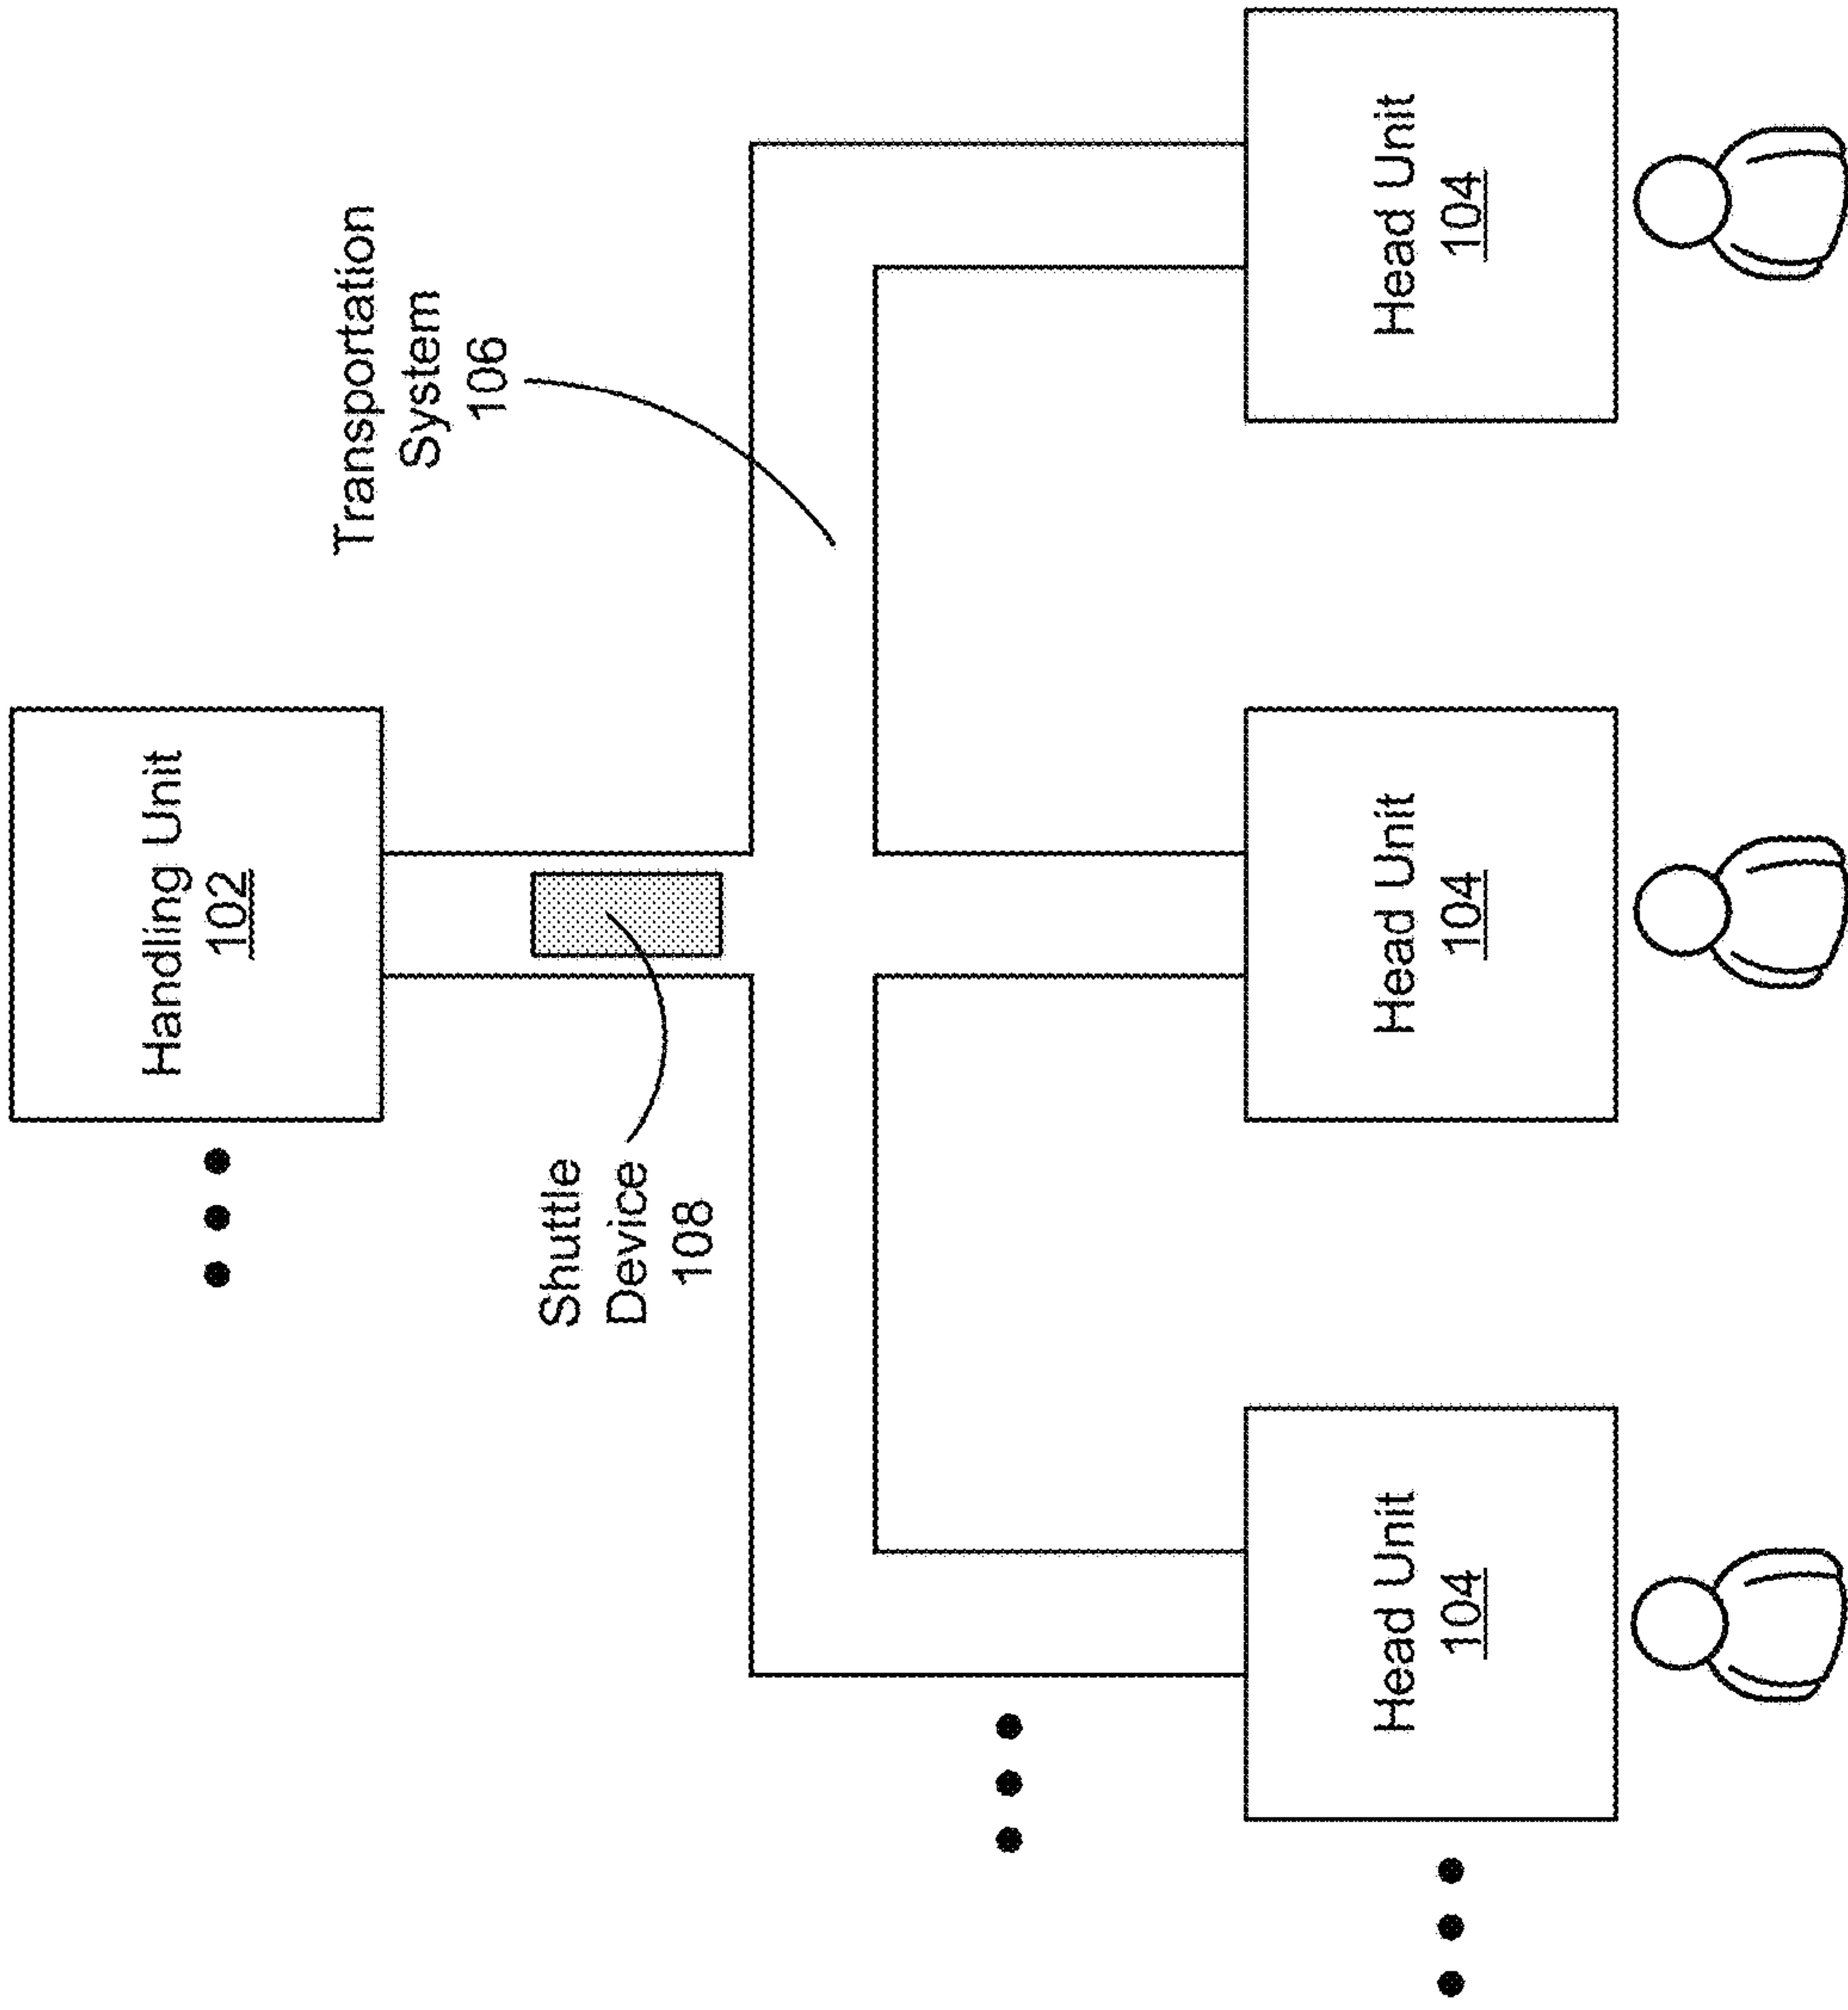 Handling Unit
102
Transportation
System
106
Shuttle
Device
108
Head Unit
104
Head Unit
104
Head Unit
104